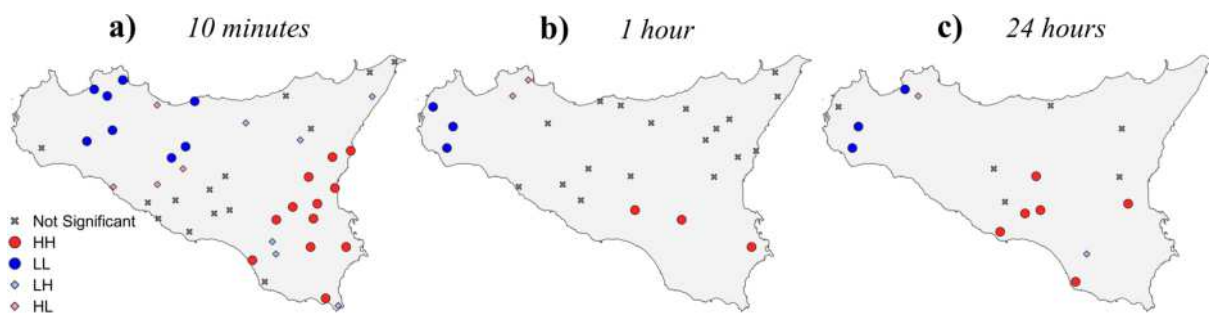 a) 10 minutes
b) 1 hour
c) 24 hours
Not Significant
HH
LL
LH
HL